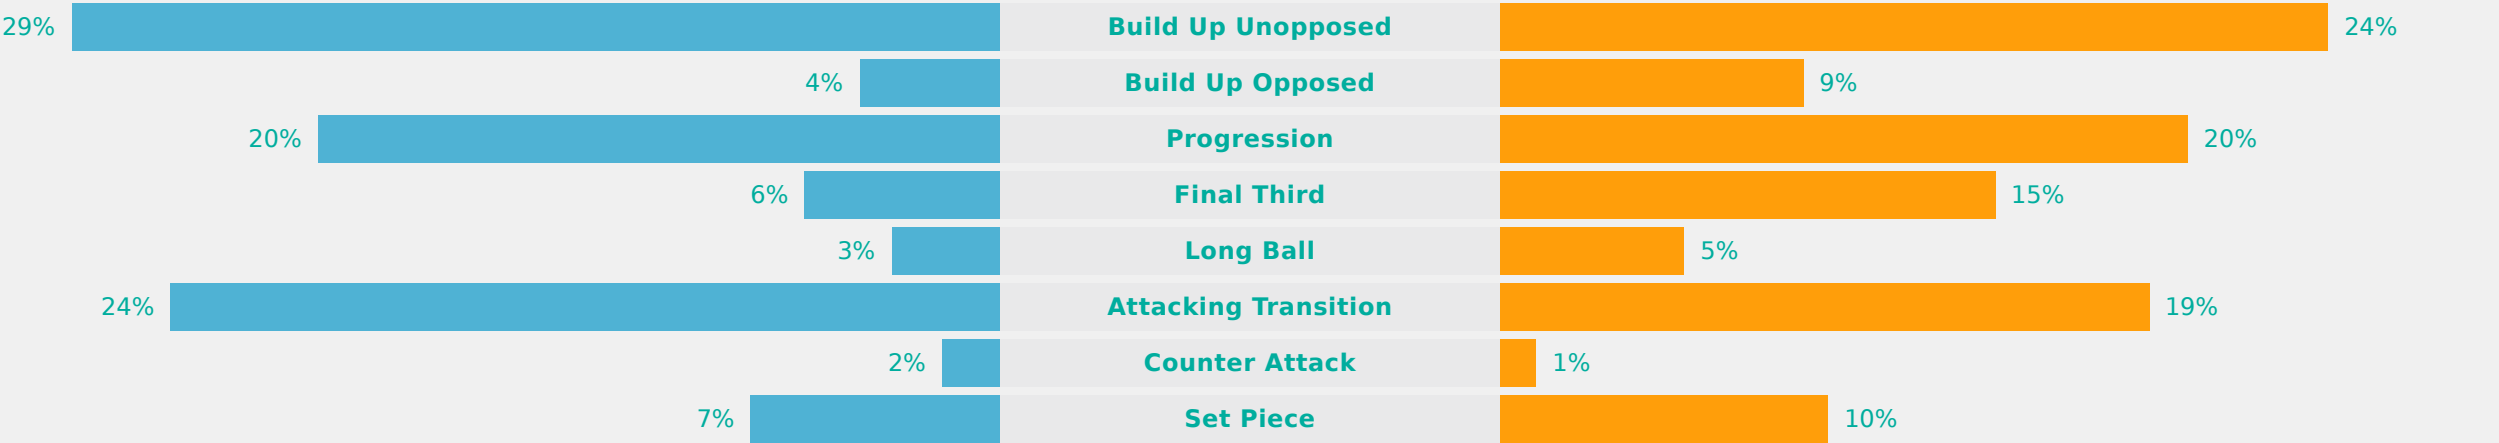 29% Build Up Unopposed 24%
4% Build Up Opposed 9%
20% Progression 20%
6% Final Third 15%
3% Long Ball 5%
24% Attacking Transition 19%
2% Counter Attack 1%
7% Set Piece 10%